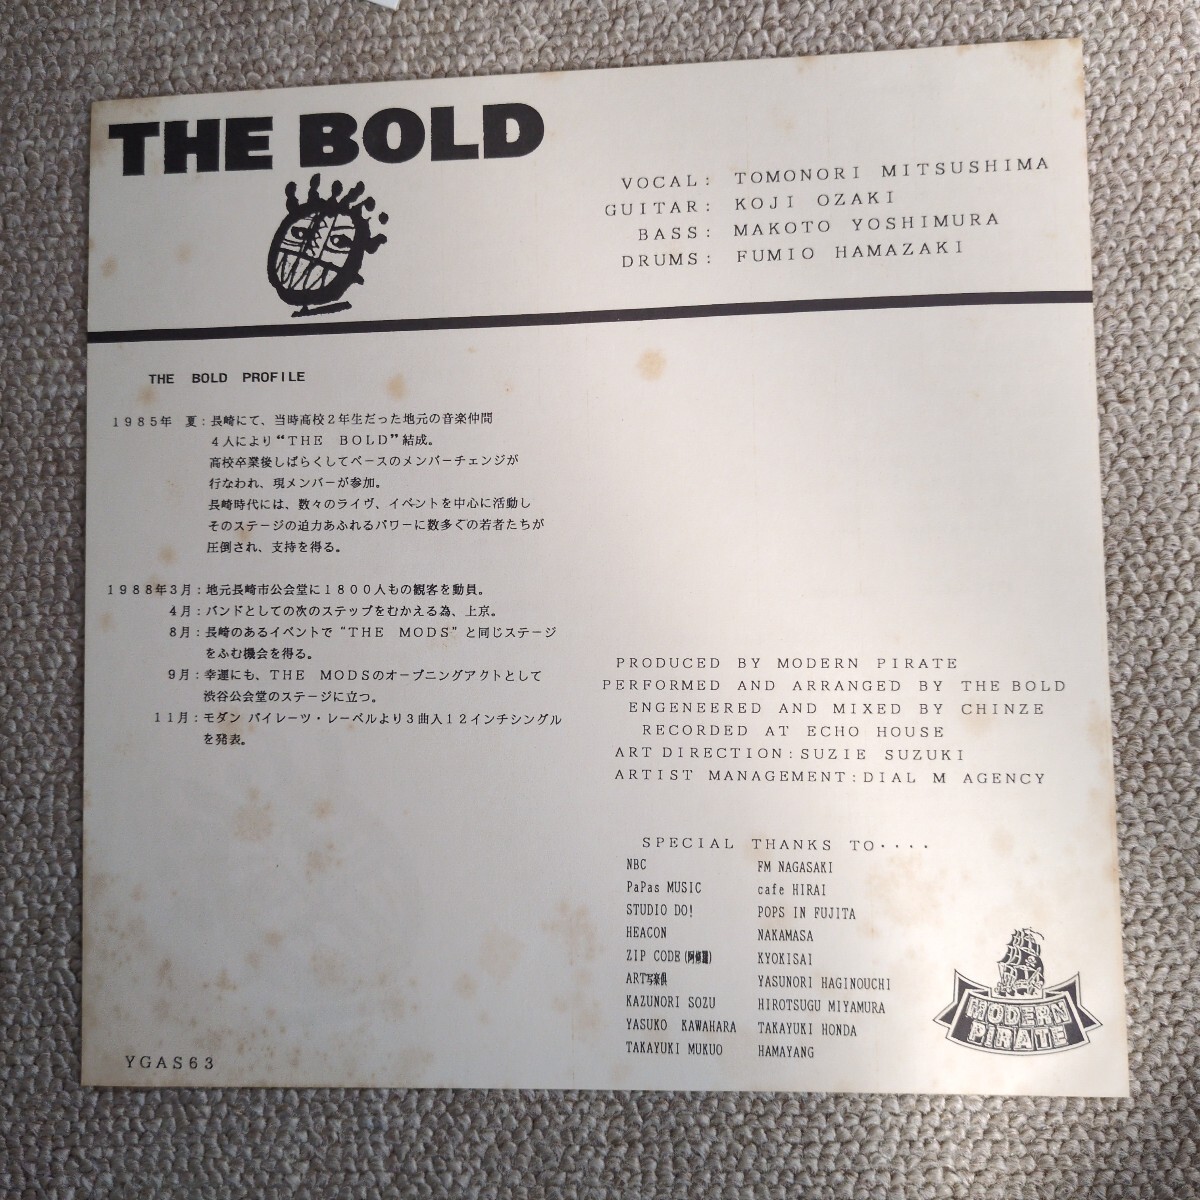 THE BOLD
VOCAL: TOMONORI MITSUSHIMA
GUITAR: KOJI OZAKI
BASS: MAKOTO YOSHIMURA
DRUMS: FUMIO HAMAZAKI
THE BOLD PROFILE
1985年 夏:長崎にて、当時高校2年生だった地元の音楽仲間
4人により“THE BOLD”結成。
高校卒業後しばらくしてベースのメンバーチェンジが
行なわれ、現メンバーが参加。
長崎時代には、数々のライヴ、イベントを中心に活動し
そのステージの迫力あふれるパワーに数多くの若者たちが
圧倒され、支持を得る。
1988年3月:地元長崎市公会堂に1800人もの観客を動員。
4月:バンドとしての次のステップをむかえる為、上京。
8月:長崎のあるイベントで“THE MODS”と同じステージ
をふむ機会を得る。
9月:幸運にも、THE MODSのオープニングアクトとして
渋谷公会堂のステージに立つ。
11月:モダン パイレーツ・レーベルより3曲入12インチシングル
を発表。
PRODUCED BY MODERN PIRATE
PERFORMED AND ARRANGED BY THE BOLD
ENGENEERED AND MIXED BY CHINZE
RECORDED AT ECHO HOUSE
ART DIRECTION:SUZIE SUZUKI
ARTIST MANAGEMENT:DIAL M AGENCY
SPECIAL THANKS TO・・・・
NBC FM NAGASAKI
PaPas MUSIC cafe HIRAI
STUDIO DO! POPS IN FUJITA
HEACON NAKAMASA
ZIP CODE(阿修羅) KYOKISAI
ART写楽倶 YASUNORI HAGINOUCHI
KAZUNORI SOZU HIROTSUGU MIYAMURA
YASUKO KAWAHARA TAKAYUKI HONDA
TAKAYUKI MUKUO HAMAYANG
MODERN
PIRATE
YGAS63